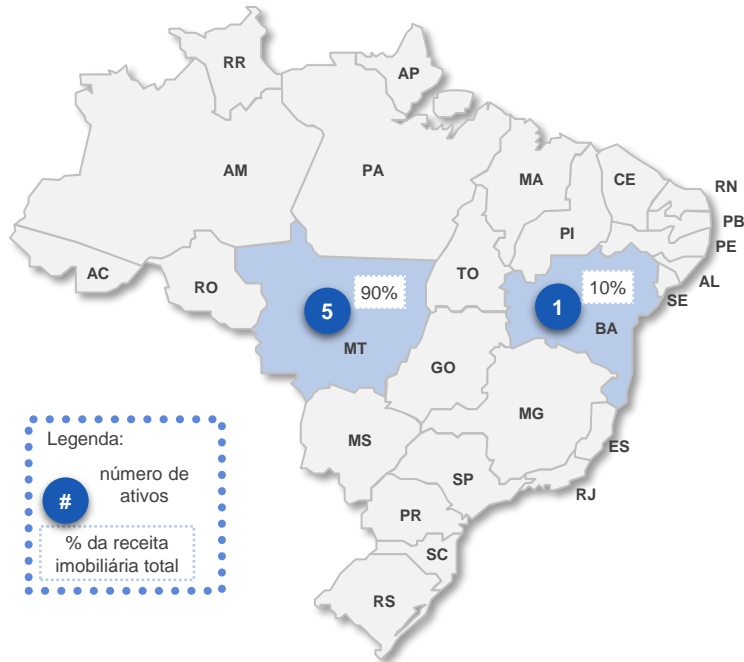 RR
AP
AM
PA
MA
CE
RN
PB
PI
PE
AC
RO
TO
AL
SE
5
90%
1
10%
MT
BA
GO
MG
MS
ES
SP
RJ
PR
SC
RS
Legenda:
#
número de
ativos
% da receita
imobiliária total